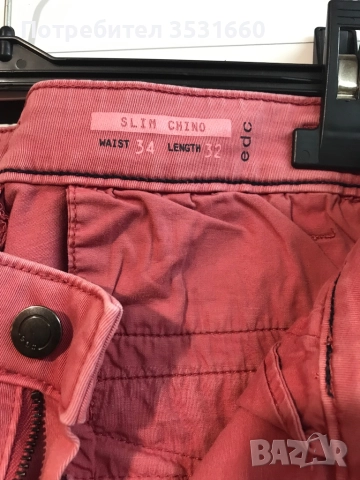 Потребител 3531660
SLIM CHINO
WAIST 34 LENGTH 32
edc
BAZAR